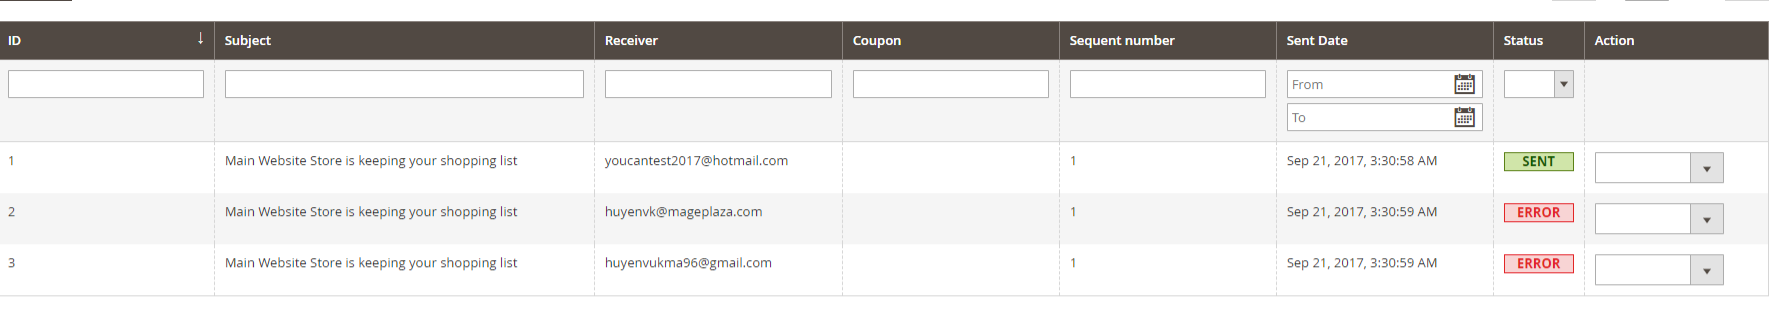 ID ↓ Subject Receiver Coupon Sequent number Sent Date Status Action
From
To
1 Main Website Store is keeping your shopping list youcantest2017@hotmail.com 1 Sep 21, 2017, 3:30:58 AM SENT
2 Main Website Store is keeping your shopping list huyenvk@mageplaza.com 1 Sep 21, 2017, 3:30:59 AM ERROR
3 Main Website Store is keeping your shopping list huyenvukma96@gmail.com 1 Sep 21, 2017, 3:30:59 AM ERROR